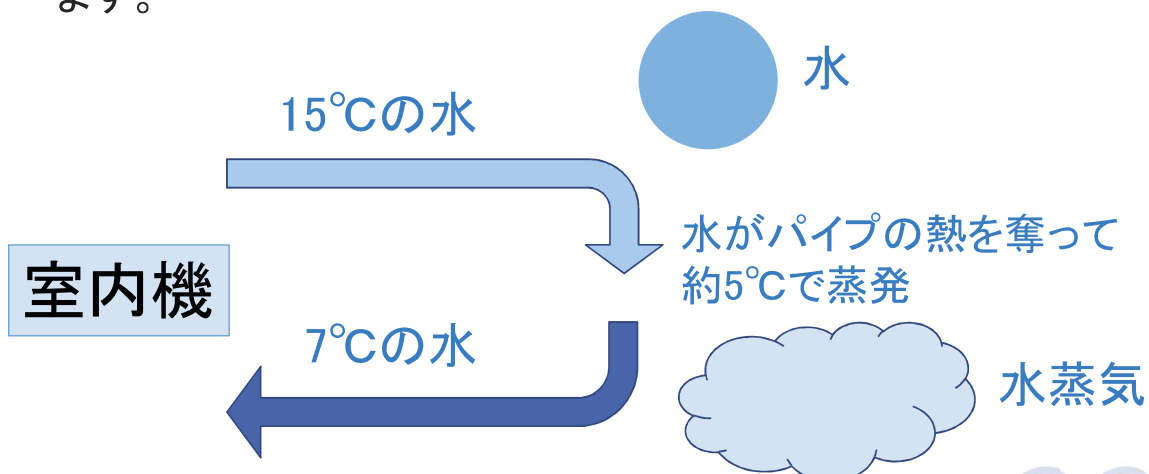 ます。
水
15℃の水
水がパイプの熱を奪って
約5℃で蒸発
室内機
7℃の水
水蒸気